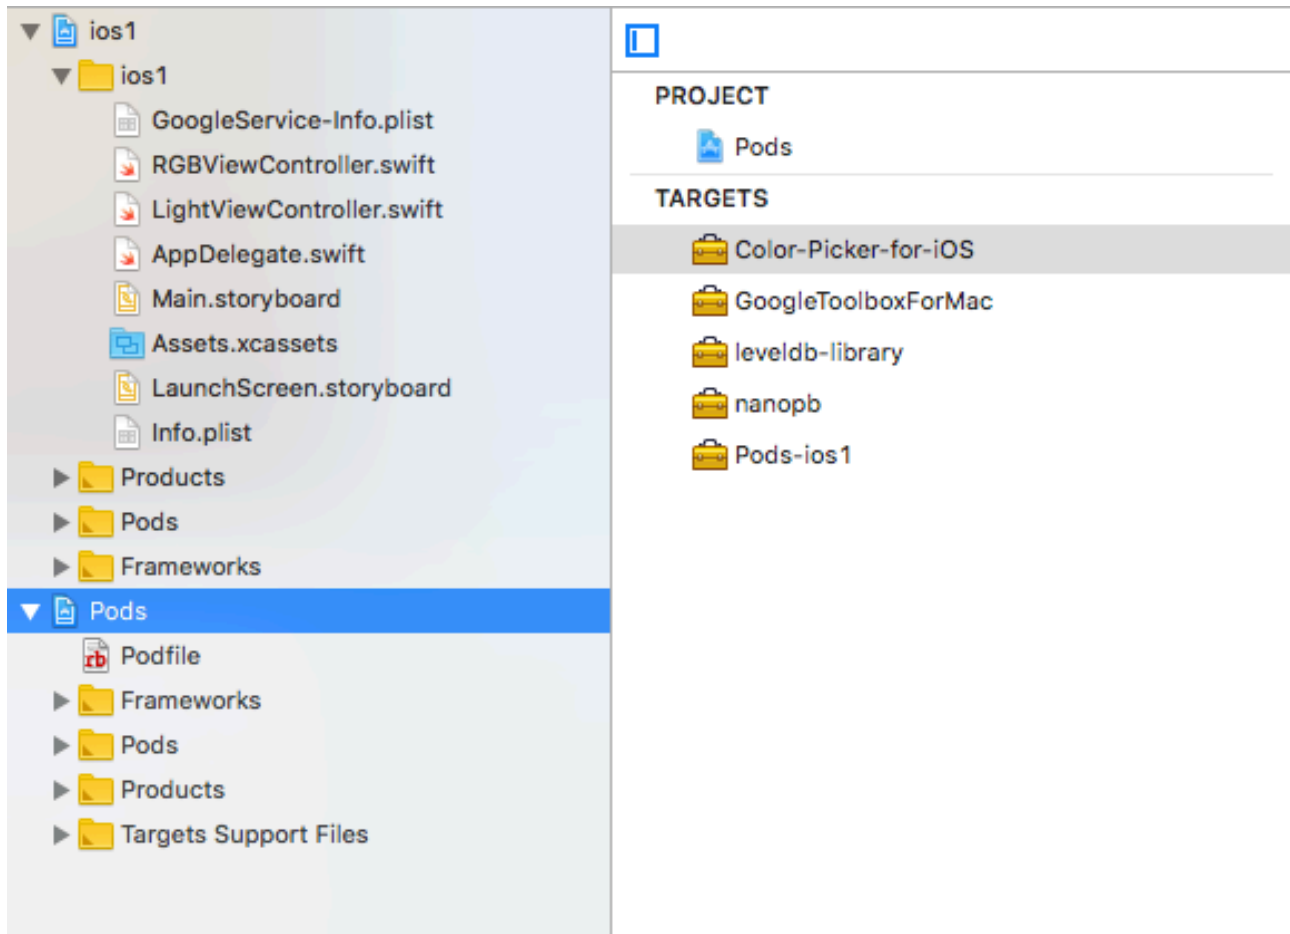 ios1
ios1
GoogleService-Info.plist
RGBViewController.swift
LightViewController.swift
AppDelegate.swift
Main.storyboard
Assets.xcassets
LaunchScreen.storyboard
Info.plist
Products
Pods
Frameworks
Pods
rb Podfile
Frameworks
Pods
Products
Targets Support Files
PROJECT
Pods
TARGETS
Color-Picker-for-iOS
GoogleToolboxForMac
leveldb-library
nanopb
Pods-ios1